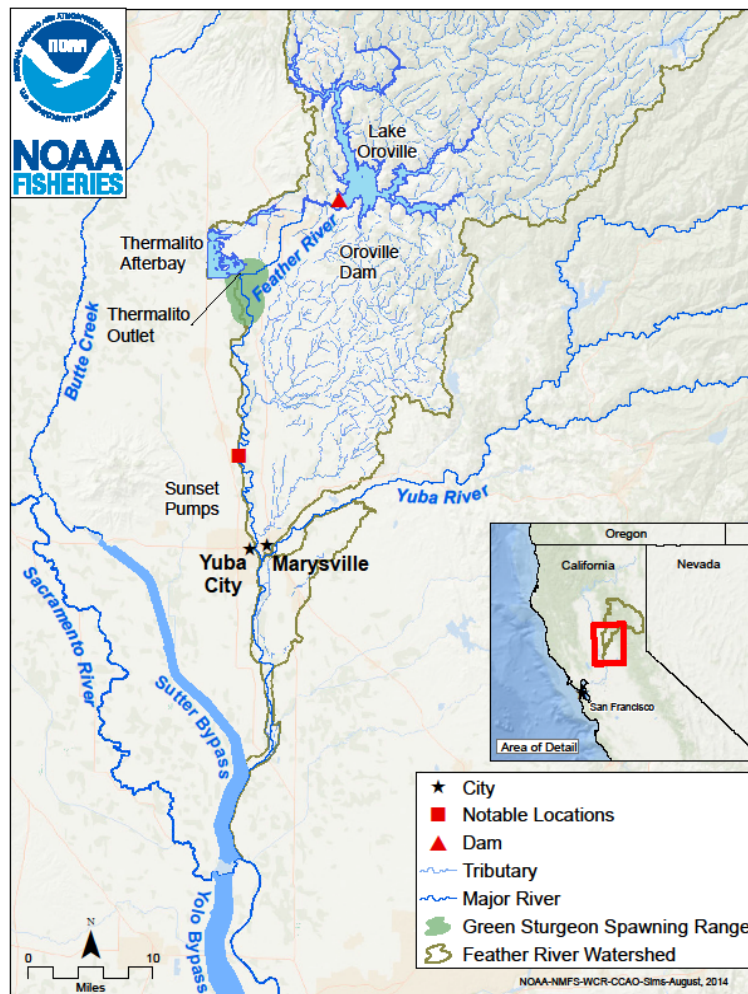 NATIONAL OCEANIC AND ATMOSPHERIC ADMINISTRATION
NOAA
U.S. DEPARTMENT OF COMMERCE
NOAA
FISHERIES
Lake
Oroville
Thermalito
Afterbay
Feather River
Oroville
Dam
Thermalito
Outlet
Butte Creek
Sunset
Pumps
Yuba River
Yuba
City
Marysville
Sacramento River
Sutter Bypass
Yolo Bypass
Oregon
California
Nevada
San Francisco
Area of Detail
City
Notable Locations
Dam
Tributary
Major River
Green Sturgeon Spawning Range
Feather River Watershed
N
0 10
Miles
NOAA-NMFS-WCR-CCAO-Sims-August, 2014